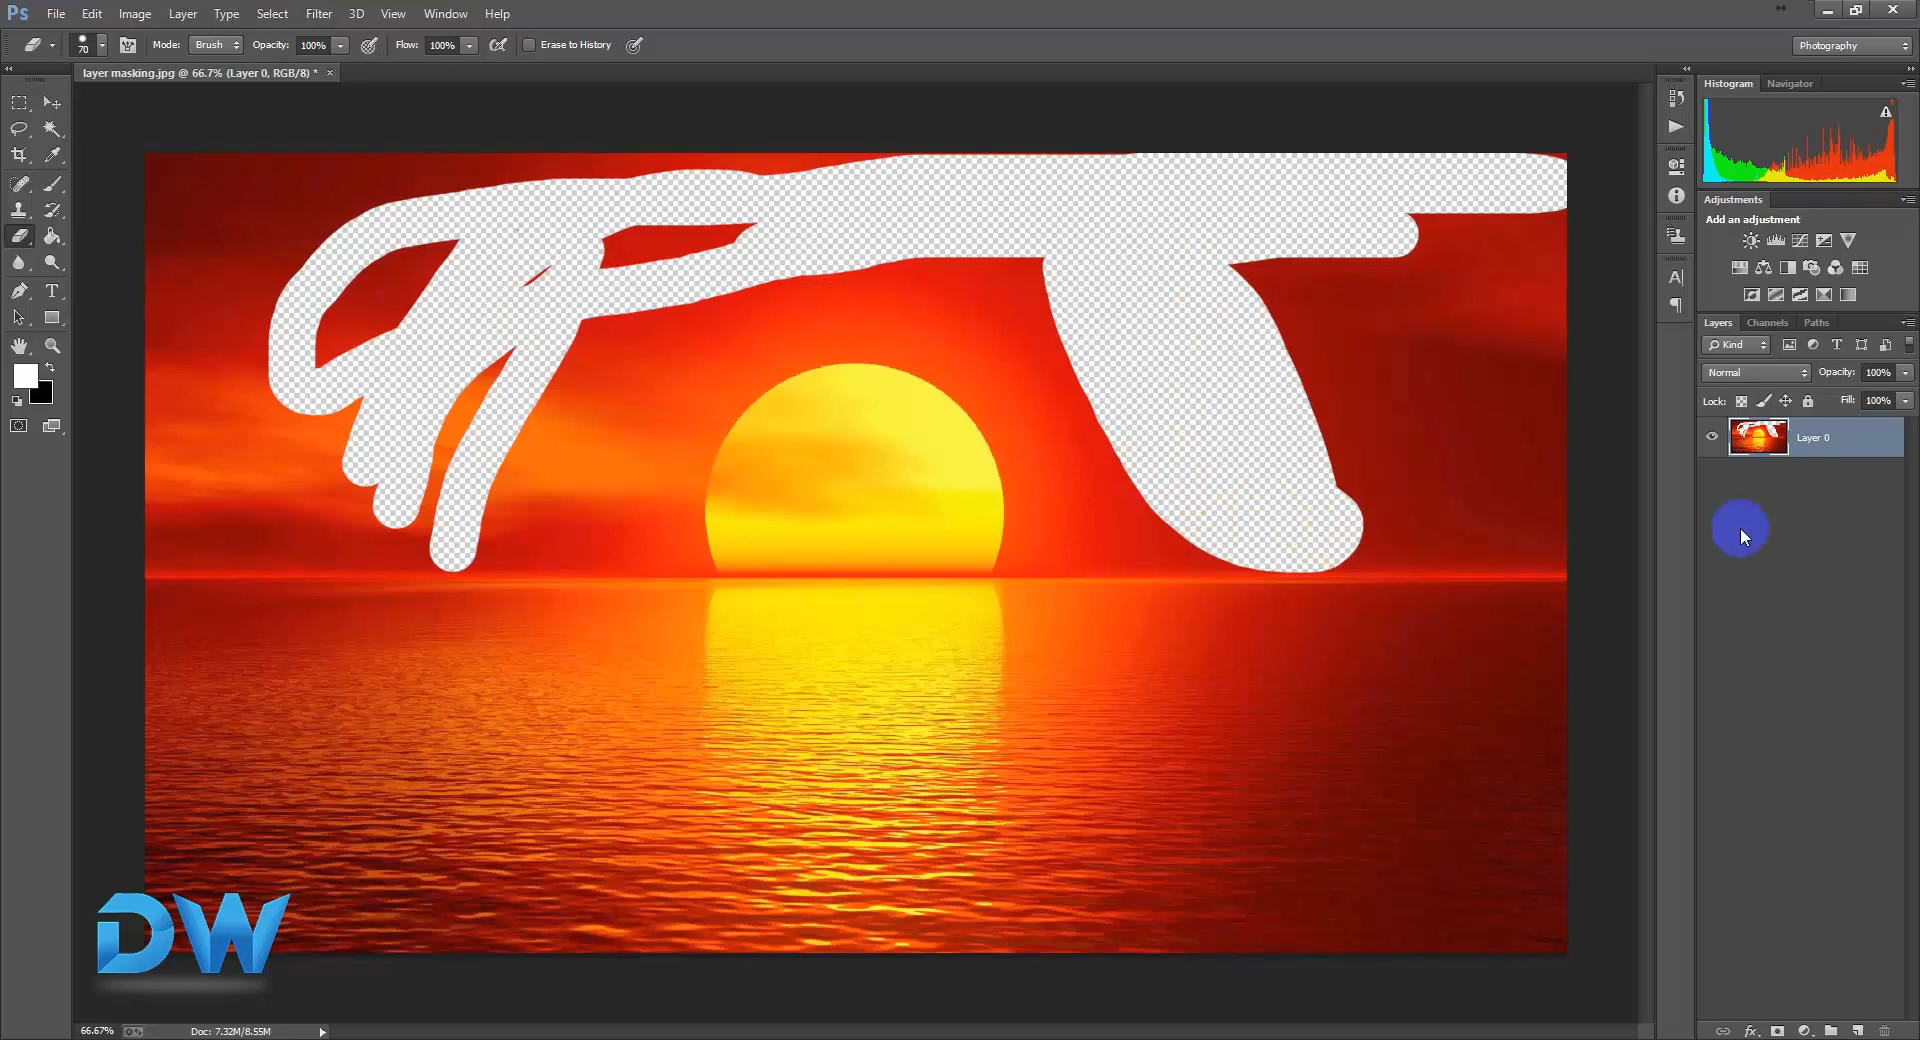 Ps File Edit Image Layer Type Select Filter 3D View Window Help
70 Mode: Brush Opacity: 100% Flow: 100% Erase to History Photography
layer masking.jpg @ 66.7% (Layer 0, RGB/8) * ×
Histogram Navigator
Adjustments
Add an adjustment
Layers Channels Paths
Kind
Normal Opacity: 100%
Lock: Fill: 100%
Layer 0
DW
66.67% Doc: 7.32M/8.55M